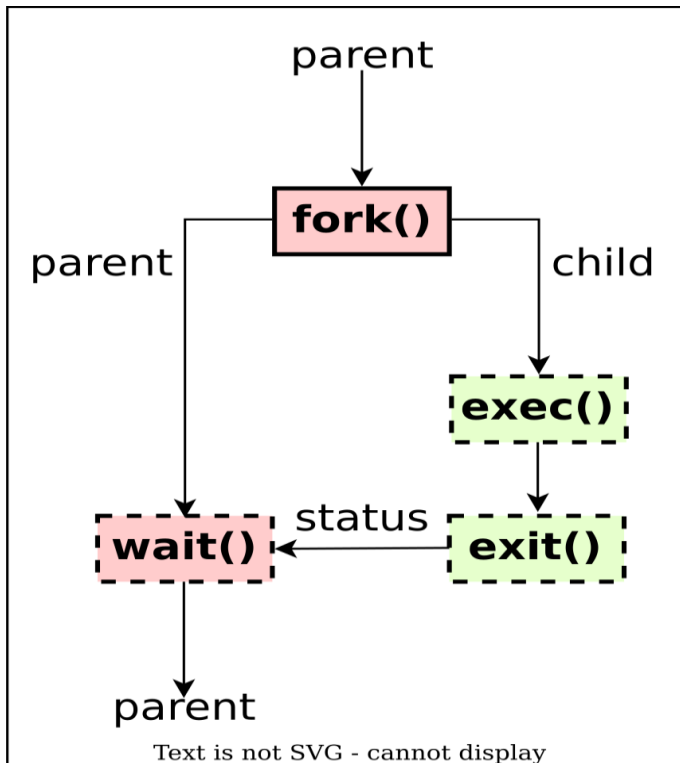 parent
fork()
parent
child
exec()
status
wait()
exit()
parent
Text is not SVG - cannot display